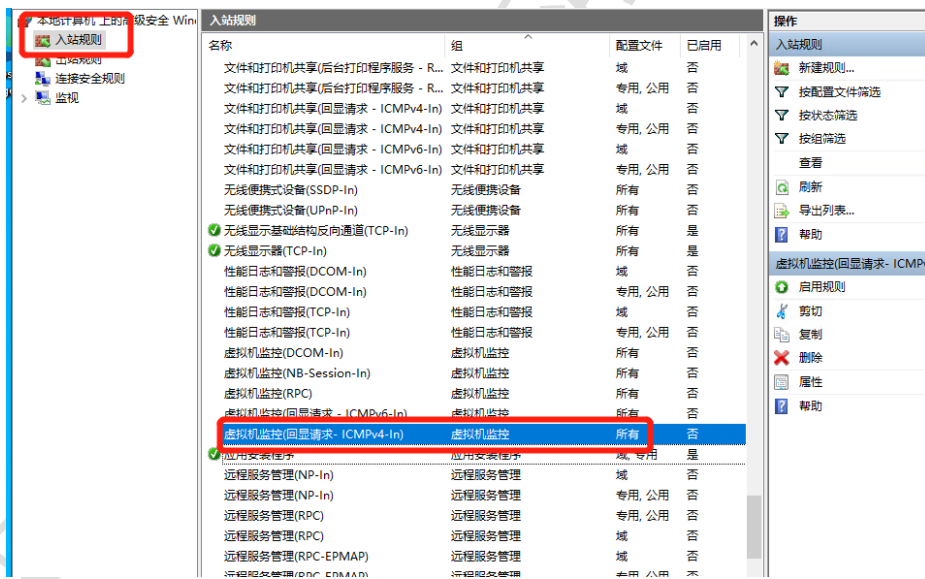 本地计算机 上的高级安全 Win
入站规则
出站规则
连接安全规则
监视
入站规则
名称 组 配置文件 已启用
文件和打印机共享(后台打印程序服务 - R... 文件和打印机共享 域 否
文件和打印机共享(后台打印程序服务 - R... 文件和打印机共享 专用, 公用 否
文件和打印机共享(回显请求 - ICMPv4-In) 文件和打印机共享 域 否
文件和打印机共享(回显请求 - ICMPv4-In) 文件和打印机共享 专用, 公用 否
文件和打印机共享(回显请求 - ICMPv6-In) 文件和打印机共享 域 否
文件和打印机共享(回显请求 - ICMPv6-In) 文件和打印机共享 专用, 公用 否
无线便携式设备(SSDP-In) 无线便携设备 所有 否
无线便携式设备(UPnP-In) 无线便携设备 所有 否
无线显示基础结构反向通道(TCP-In) 无线显示器 所有 是
无线显示器(TCP-In) 无线显示器 所有 是
性能日志和警报(DCOM-In) 性能日志和警报 域 否
性能日志和警报(DCOM-In) 性能日志和警报 专用, 公用 否
性能日志和警报(TCP-In) 性能日志和警报 域 否
性能日志和警报(TCP-In) 性能日志和警报 专用, 公用 否
虚拟机监控(DCOM-In) 虚拟机监控 所有 否
虚拟机监控(NB-Session-In) 虚拟机监控 所有 否
虚拟机监控(RPC) 虚拟机监控 所有 否
虚拟机监控(回显请求 - ICMPv6-In) 虚拟机监控 所有 否
虚拟机监控(回显请求- ICMPv4-In) 虚拟机监控 所有 否
应用安装程序 应用安装程序 域, 专用 是
远程服务管理(NP-In) 远程服务管理 域 否
远程服务管理(NP-In) 远程服务管理 专用, 公用 否
远程服务管理(RPC) 远程服务管理 专用, 公用 否
远程服务管理(RPC) 远程服务管理 域 否
远程服务管理(RPC-EPMAP) 远程服务管理 域 否
远程服务管理(RPC-EPMAP) 远程服务管理 专用, 公用 否
操作
入站规则
新建规则...
按配置文件筛选
按状态筛选
按组筛选
查看
刷新
导出列表...
帮助
虚拟机监控(回显请求- ICMP
启用规则
剪切
复制
删除
属性
帮助